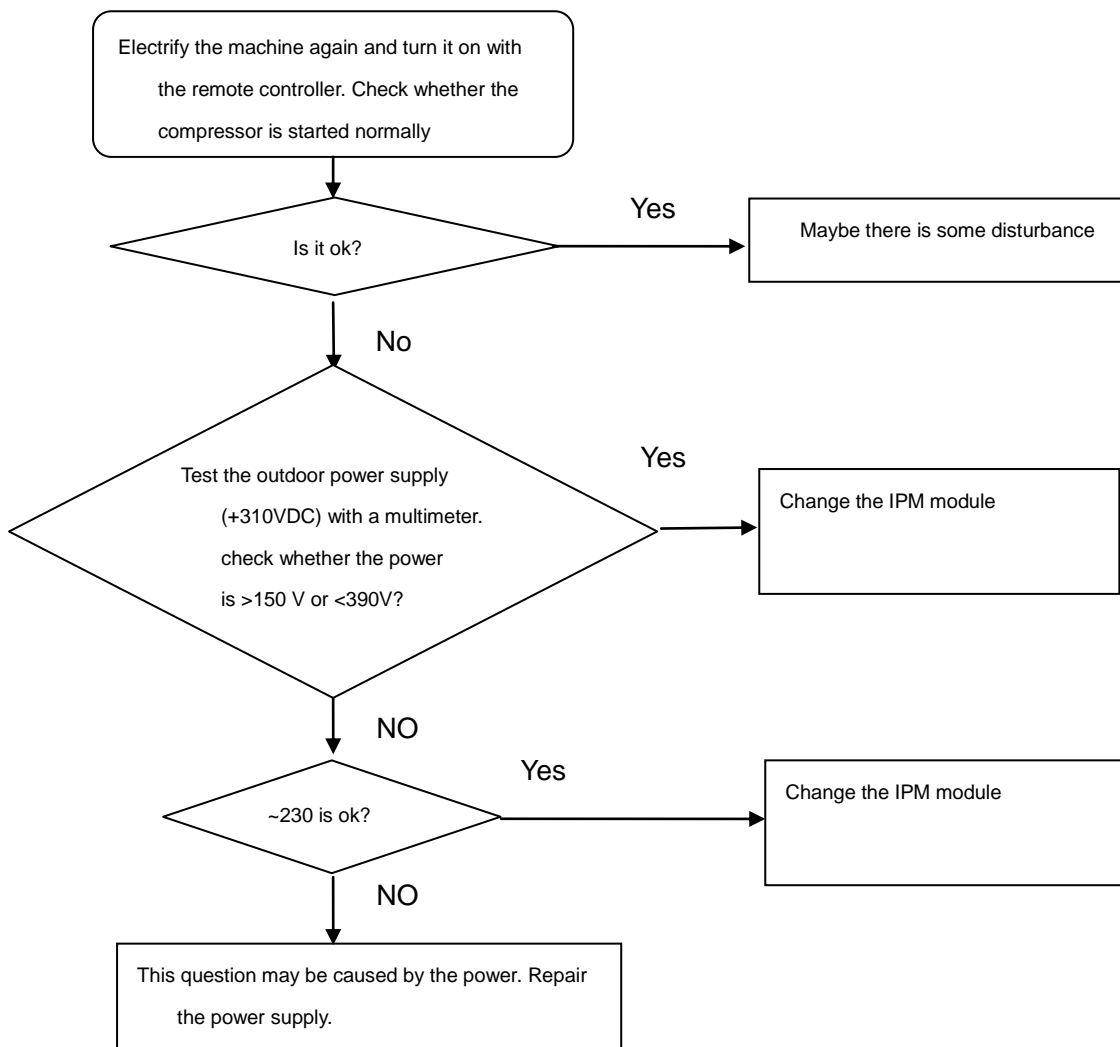 Electrify the machine again and turn it on with
the remote controller. Check whether the
compressor is started normally
Is it ok?
Yes
Maybe there is some disturbance
No
Test the outdoor power supply
(+310VDC) with a multimeter.
check whether the power
is >150 V or <390V?
Yes
Change the IPM module
NO
~230 is ok?
Yes
Change the IPM module
NO
This question may be caused by the power. Repair
the power supply.